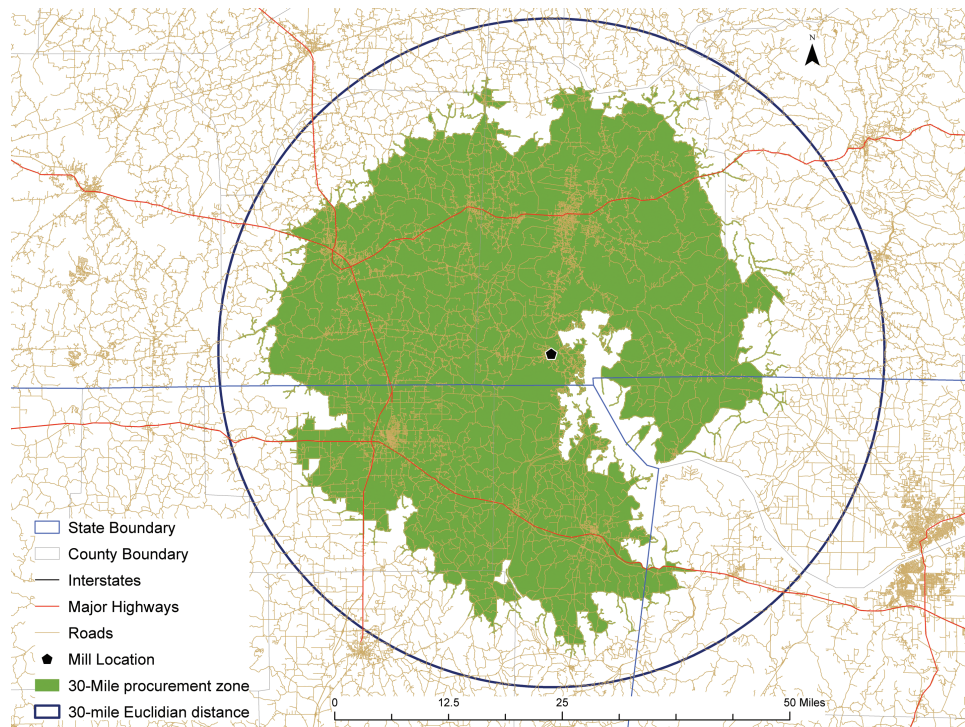 N
State Boundary
County Boundary
Interstates
Major Highways
Roads
Mill Location
30-Mile procurement zone
30-mile Euclidian distance
0 12.5 25 50 Miles